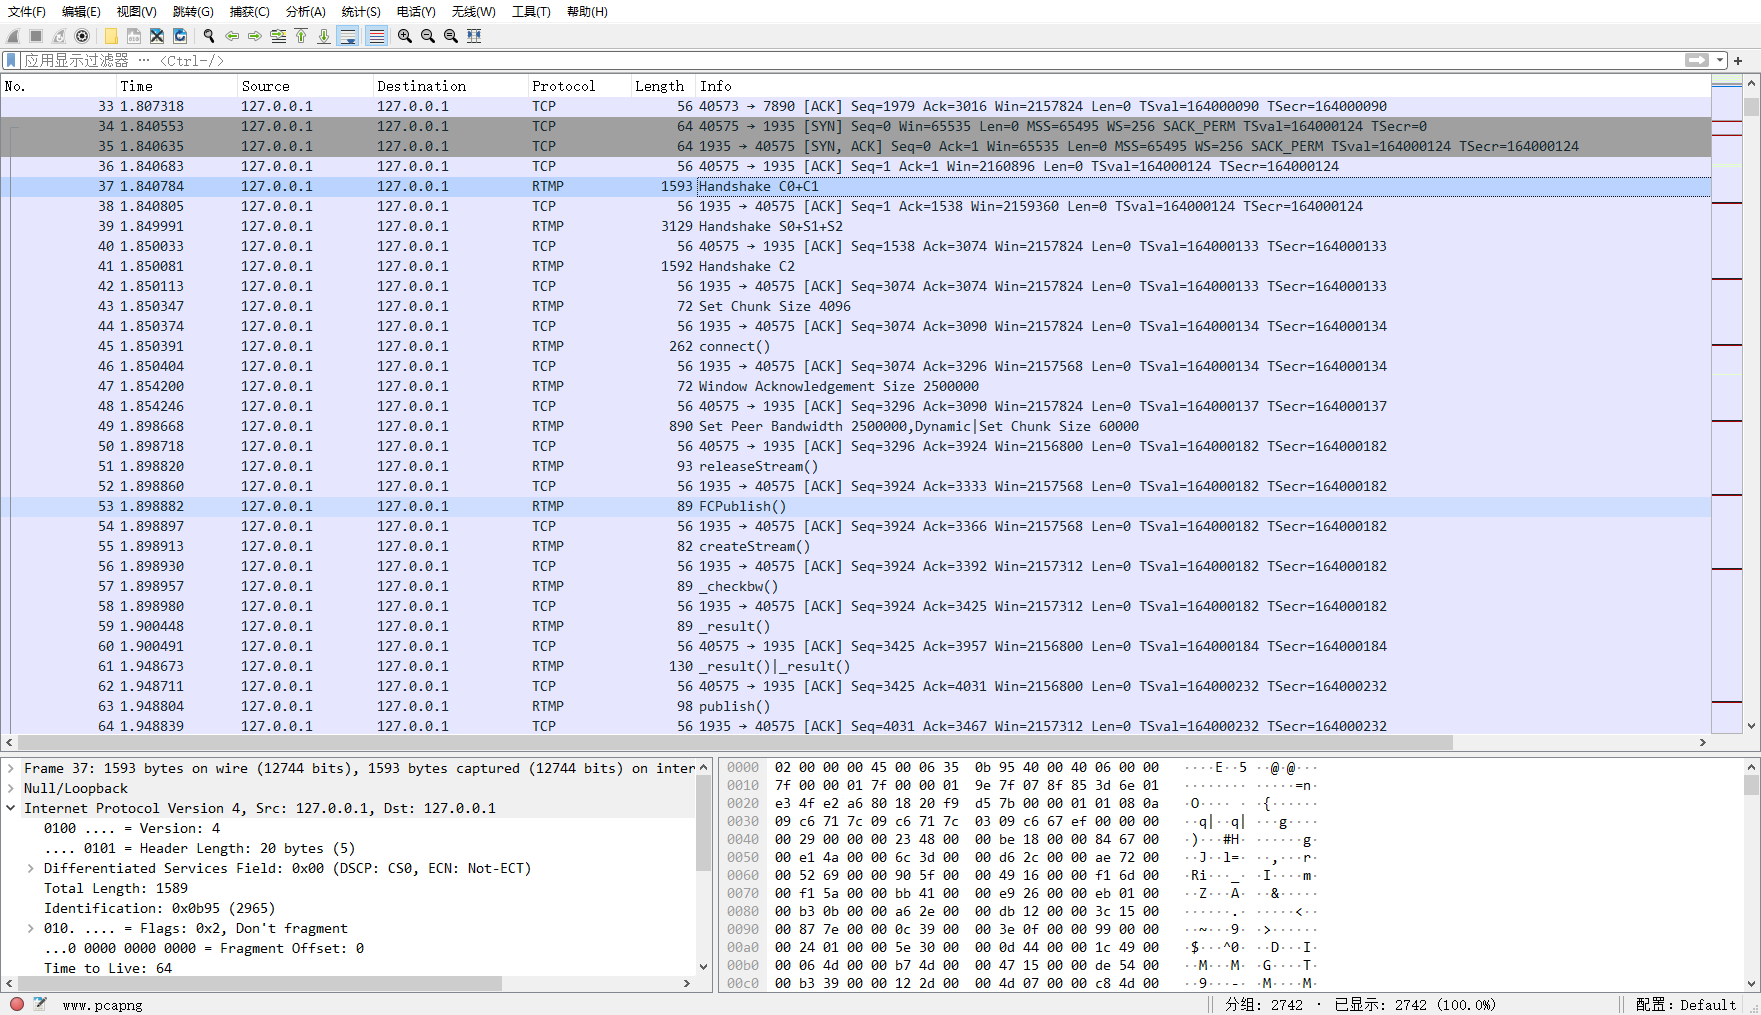 文件(F) 编辑(E) 视图(V) 跳转(G) 捕获(C) 分析(A) 统计(S) 电话(Y) 无线(W) 工具(T) 帮助(H)
应用显示过滤器 … <Ctrl-/>
No. Time Source Destination Protocol Length Info
33 1.807318 127.0.0.1 127.0.0.1 TCP 56 40573 → 7890 [ACK] Seq=1979 Ack=3016 Win=2157824 Len=0 TSval=164000090 TSecr=164000090
34 1.840553 127.0.0.1 127.0.0.1 TCP 64 40575 → 1935 [SYN] Seq=0 Win=65535 Len=0 MSS=65495 WS=256 SACK_PERM TSval=164000124 TSecr=0
35 1.840635 127.0.0.1 127.0.0.1 TCP 64 1935 → 40575 [SYN, ACK] Seq=0 Ack=1 Win=65535 Len=0 MSS=65495 WS=256 SACK_PERM TSval=164000124 TSecr=164000124
36 1.840683 127.0.0.1 127.0.0.1 TCP 56 40575 → 1935 [ACK] Seq=1 Ack=1 Win=2160896 Len=0 TSval=164000124 TSecr=164000124
37 1.840784 127.0.0.1 127.0.0.1 RTMP 1593 Handshake C0+C1
38 1.840805 127.0.0.1 127.0.0.1 TCP 56 1935 → 40575 [ACK] Seq=1 Ack=1538 Win=2159360 Len=0 TSval=164000124 TSecr=164000124
39 1.849991 127.0.0.1 127.0.0.1 RTMP 3129 Handshake S0+S1+S2
40 1.850033 127.0.0.1 127.0.0.1 TCP 56 40575 → 1935 [ACK] Seq=1538 Ack=3074 Win=2157824 Len=0 TSval=164000133 TSecr=164000133
41 1.850081 127.0.0.1 127.0.0.1 RTMP 1592 Handshake C2
42 1.850113 127.0.0.1 127.0.0.1 TCP 56 1935 → 40575 [ACK] Seq=3074 Ack=3074 Win=2157824 Len=0 TSval=164000133 TSecr=164000133
43 1.850347 127.0.0.1 127.0.0.1 RTMP 72 Set Chunk Size 4096
44 1.850374 127.0.0.1 127.0.0.1 TCP 56 1935 → 40575 [ACK] Seq=3074 Ack=3090 Win=2157824 Len=0 TSval=164000134 TSecr=164000134
45 1.850391 127.0.0.1 127.0.0.1 RTMP 262 connect()
46 1.850404 127.0.0.1 127.0.0.1 TCP 56 1935 → 40575 [ACK] Seq=3074 Ack=3296 Win=2157568 Len=0 TSval=164000134 TSecr=164000134
47 1.854200 127.0.0.1 127.0.0.1 RTMP 72 Window Acknowledgement Size 2500000
48 1.854246 127.0.0.1 127.0.0.1 TCP 56 40575 → 1935 [ACK] Seq=3296 Ack=3090 Win=2157824 Len=0 TSval=164000137 TSecr=164000137
49 1.898668 127.0.0.1 127.0.0.1 RTMP 890 Set Peer Bandwidth 2500000,Dynamic|Set Chunk Size 60000
50 1.898718 127.0.0.1 127.0.0.1 TCP 56 40575 → 1935 [ACK] Seq=3296 Ack=3924 Win=2156800 Len=0 TSval=164000182 TSecr=164000182
51 1.898820 127.0.0.1 127.0.0.1 RTMP 93 releaseStream()
52 1.898860 127.0.0.1 127.0.0.1 TCP 56 1935 → 40575 [ACK] Seq=3924 Ack=3333 Win=2157568 Len=0 TSval=164000182 TSecr=164000182
53 1.898882 127.0.0.1 127.0.0.1 RTMP 89 FCPublish()
54 1.898897 127.0.0.1 127.0.0.1 TCP 56 1935 → 40575 [ACK] Seq=3924 Ack=3366 Win=2157568 Len=0 TSval=164000182 TSecr=164000182
55 1.898913 127.0.0.1 127.0.0.1 RTMP 82 createStream()
56 1.898930 127.0.0.1 127.0.0.1 TCP 56 1935 → 40575 [ACK] Seq=3924 Ack=3392 Win=2157312 Len=0 TSval=164000182 TSecr=164000182
57 1.898957 127.0.0.1 127.0.0.1 RTMP 89 _checkbw()
58 1.898980 127.0.0.1 127.0.0.1 TCP 56 1935 → 40575 [ACK] Seq=3924 Ack=3425 Win=2157312 Len=0 TSval=164000182 TSecr=164000182
59 1.900448 127.0.0.1 127.0.0.1 RTMP 89 _result()
60 1.900491 127.0.0.1 127.0.0.1 TCP 56 40575 → 1935 [ACK] Seq=3425 Ack=3957 Win=2156800 Len=0 TSval=164000184 TSecr=164000184
61 1.948673 127.0.0.1 127.0.0.1 RTMP 130 _result()|_result()
62 1.948711 127.0.0.1 127.0.0.1 TCP 56 40575 → 1935 [ACK] Seq=3425 Ack=4031 Win=2156800 Len=0 TSval=164000232 TSecr=164000232
63 1.948804 127.0.0.1 127.0.0.1 RTMP 98 publish()
64 1.948839 127.0.0.1 127.0.0.1 TCP 56 1935 → 40575 [ACK] Seq=4031 Ack=3467 Win=2157312 Len=0 TSval=164000232 TSecr=164000232
Frame 37: 1593 bytes on wire (12744 bits), 1593 bytes captured (12744 bits) on inter
Null/Loopback
Internet Protocol Version 4, Src: 127.0.0.1, Dst: 127.0.0.1
0100 .... = Version: 4
.... 0101 = Header Length: 20 bytes (5)
Differentiated Services Field: 0x00 (DSCP: CS0, ECN: Not-ECT)
Total Length: 1589
Identification: 0x0b95 (2965)
010. .... = Flags: 0x2, Don't fragment
...0 0000 0000 0000 = Fragment Offset: 0
Time to Live: 64
0000 02 00 00 00 45 00 06 35 0b 95 40 00 40 06 00 00 ····E··5 ··@·@···
0010 7f 00 00 01 7f 00 00 01 9e 7f 07 8f 85 3d 6e 01 ········ ·····=n·
0020 e3 4f e2 a6 80 18 20 f9 d5 7b 00 00 01 01 08 0a ·O···· · ·{······
0030 09 c6 71 7c 09 c6 71 7c 03 09 c6 67 ef 00 00 00 ··q|··q| ···g····
0040 00 29 00 00 00 23 48 00 00 be 18 00 00 84 67 00 ·)···#H· ······g·
0050 00 e1 4a 00 00 6c 3d 00 00 d6 2c 00 00 ae 72 00 ··J··l=· ··,···r·
0060 00 52 69 00 00 90 5f 00 00 49 16 00 00 f1 6d 00 ·Ri···_· ·I····m·
0070 00 f1 5a 00 00 bb 41 00 00 e9 26 00 00 eb 01 00 ··Z···A· ··&·····
0080 00 b3 0b 00 00 a6 2e 00 00 db 12 00 00 3c 15 00 ······.· ·····<··
0090 00 87 7e 00 00 0c 39 00 00 3e 0f 00 00 99 00 00 ··~···9· ·>······
00a0 00 24 01 00 00 5e 30 00 00 0d 44 00 00 1c 49 00 ·$···^0· ··D···I·
00b0 00 06 4d 00 00 b7 4d 00 00 47 15 00 00 de 54 00 ··M···M· ·G····T·
00c0 00 b3 39 00 00 12 2d 00 00 4d 07 00 00 c8 4d 00 ··9···-· ·M····M·
www.pcapng 分组: 2742 · 已显示: 2742 (100.0%) 配置: Default